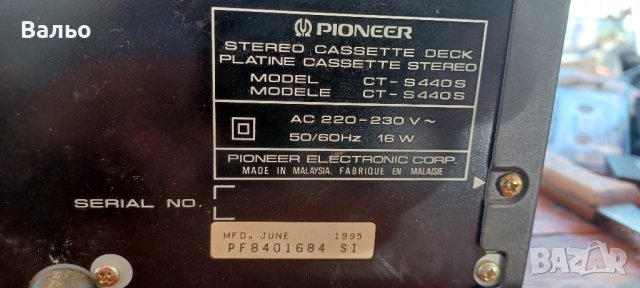 Вальо
PIONEER
STEREO CASSETTE DECK
PLATINE CASSETTE STEREO
MODEL CT-S440S
MODELE CT-S440S
AC 220-230 V~
50/60Hz 16 W
PIONEER ELECTRONIC CORP.
MADE IN MALAYSIA. FABRIQUE EN MALAISIE
SERIAL NO.
MFD. JUNE 1995
PF8401684 SI
BAZAR